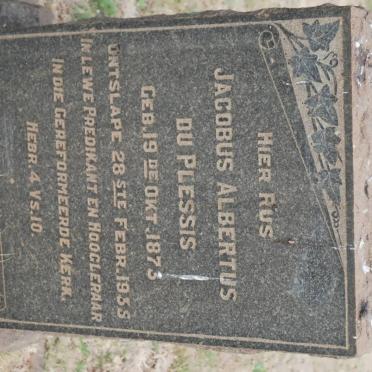 HER RUS
JACOBUS ALBERTUS
DU PLESSIS
GEB. 19 DE OKT. 1873
ONTSLAPE 28 STE FEBR. 1935
IN LEWE PREDIKANT EN HOOGLERAAR
IN DIE GEREFORMEERDE KERK.
HEBR. 4 VS. 10.